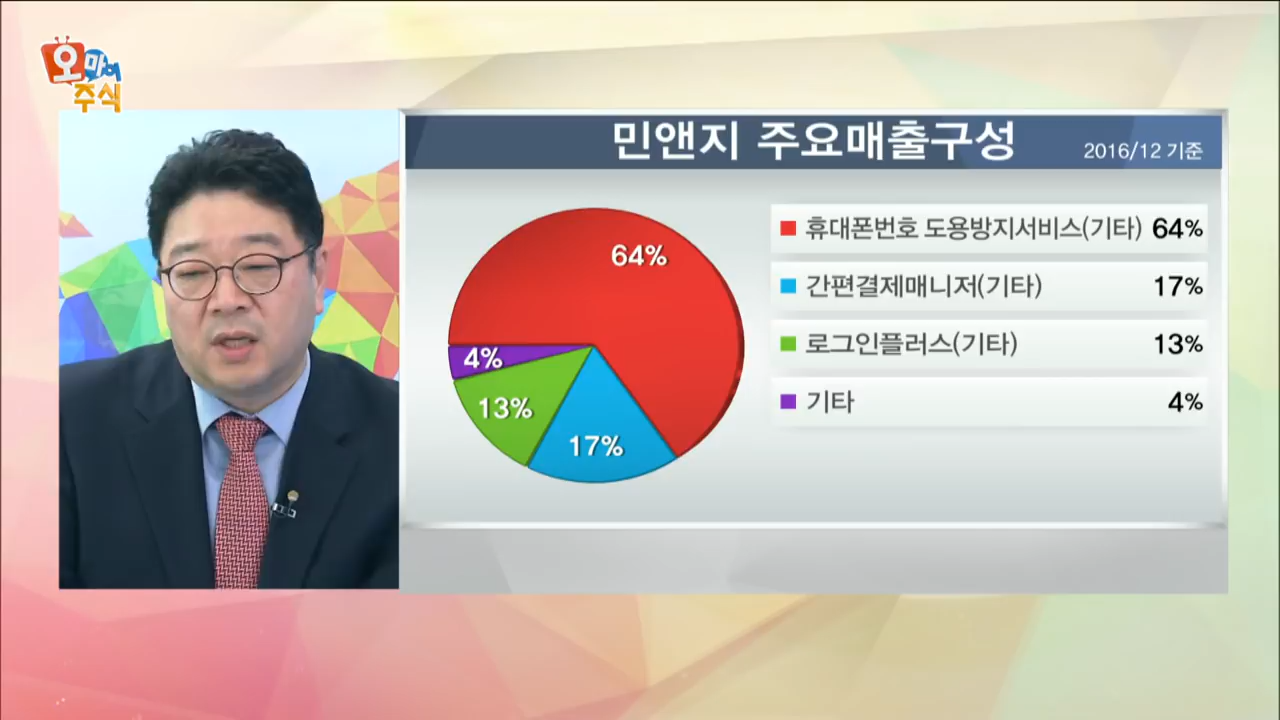 오마이
주식
민앤지 주요매출구성
2016/12 기준
64%
4%
13%
17%
휴대폰번호 도용방지서비스(기타) 64%
간편결제매니저(기타) 17%
로그인플러스(기타) 13%
기타 4%